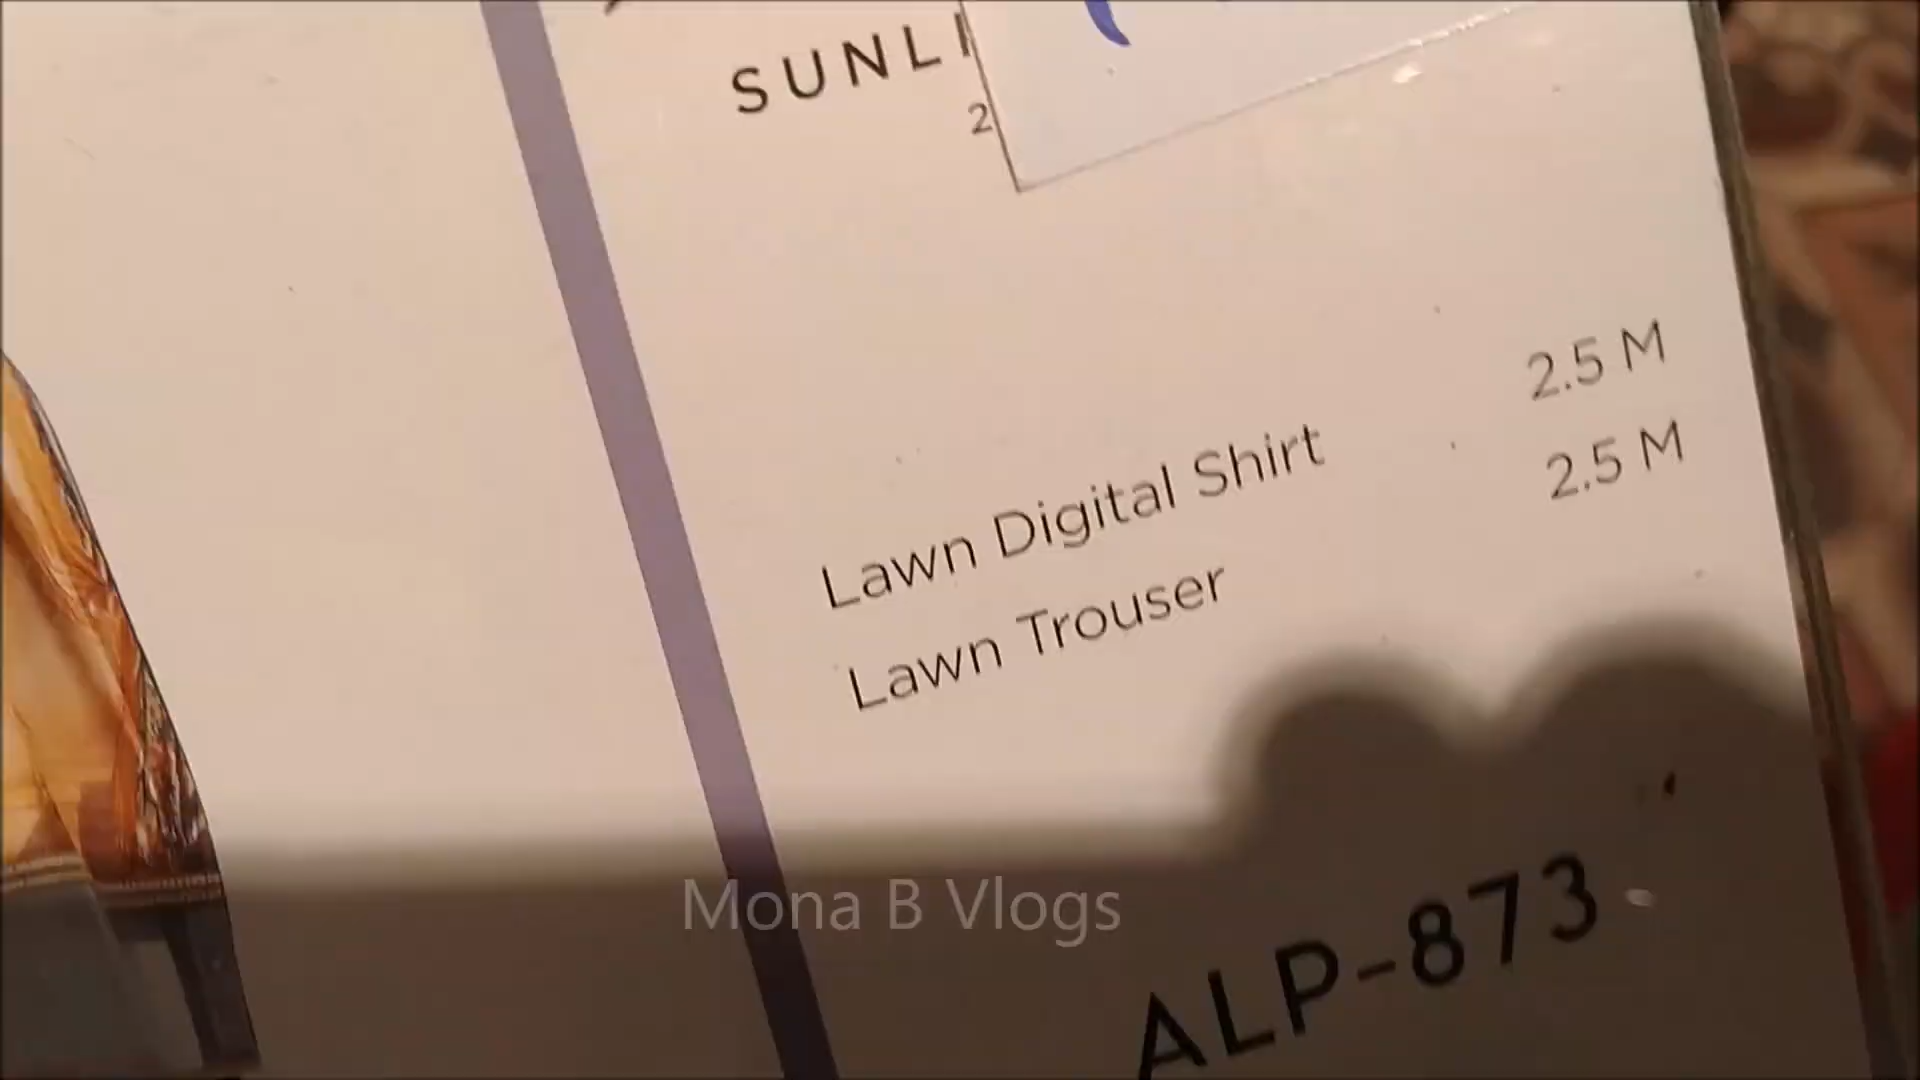 SUNLI
2
Lawn Digital Shirt 2.5 M
Lawn Trouser 2.5 M
Mona B Vlogs
ALP-873